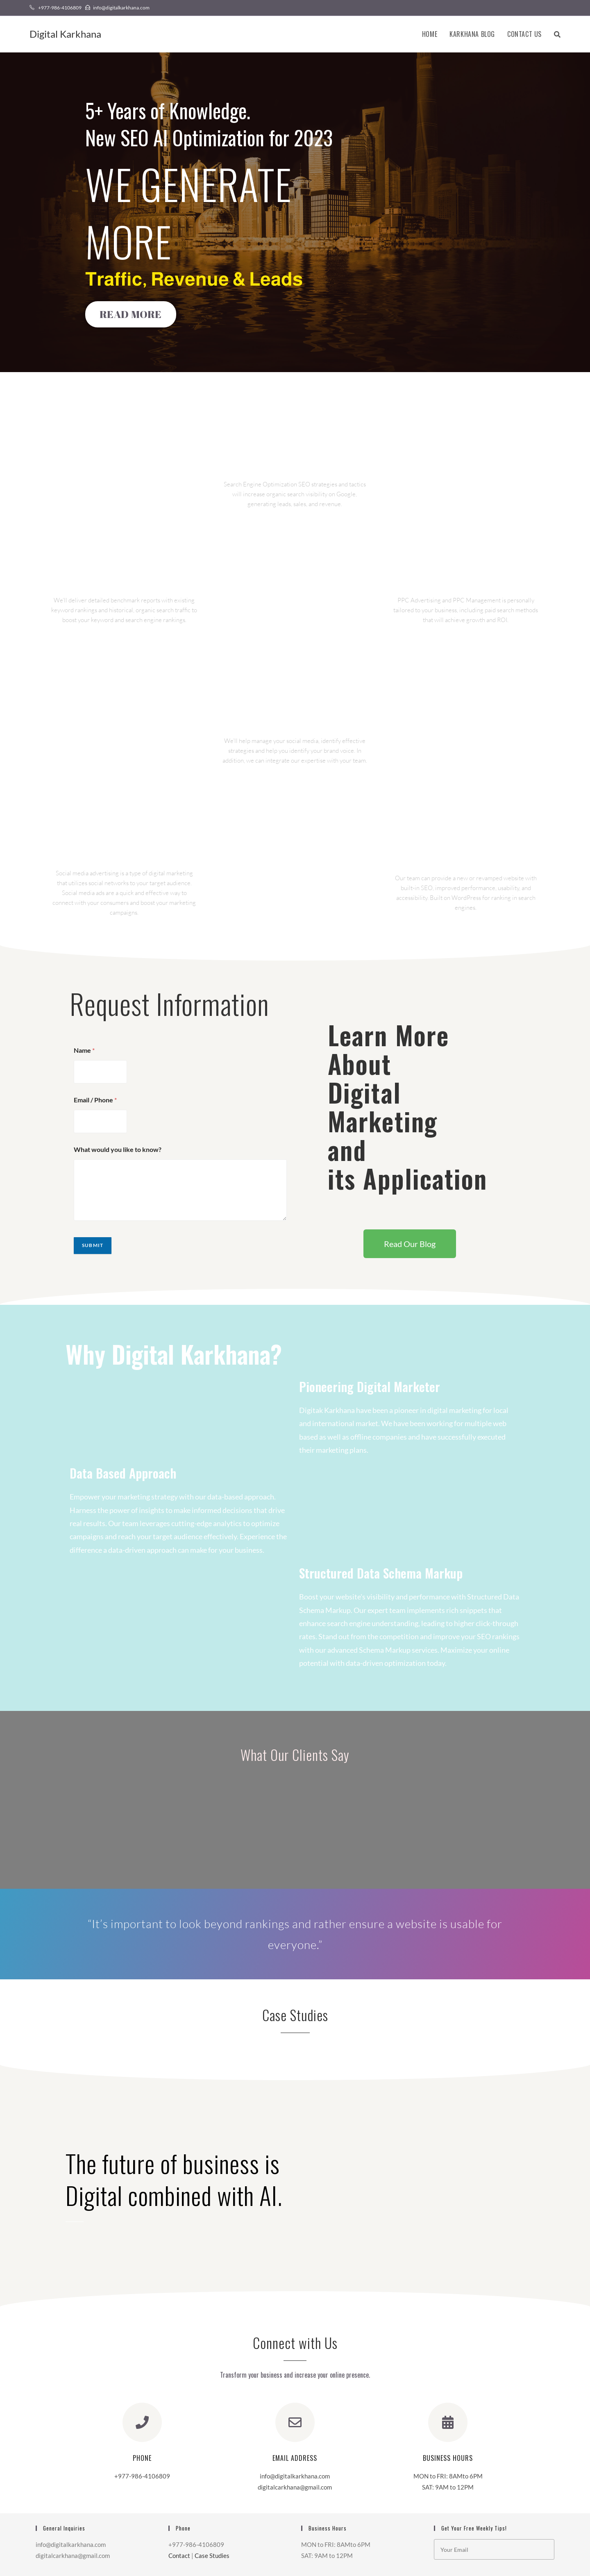 +977-986-4106809 info@digitalkarkhana.com
Digital Karkhana
HOME KARKHANA BLOG CONTACT US
5+ Years of Knowledge.
New SEO AI Optimization for 2023
WE GENERATE
MORE
Traffic, Revenue & Leads
READ MORE
Search Engine Optimization SEO strategies and tactics
will increase organic search visibility on Google,
generating leads, sales, and revenue.
We'll deliver detailed benchmark reports with existing
keyword rankings and historical organic search traffic to
boost your keyword and search engine rankings.
PPC Advertising and PPC Management is personally
tailored to your business, including paid search methods
that will achieve growth and ROI.
We'll help manage your social media, identify effective
strategies and help you identify your brand voice. In
addition, we can integrate our expertise with your team.
Social media advertising is a type of digital marketing
that utilizes social networks to your target audience.
Social media ads are a quick and effective way to
connect with your consumers and boost your marketing
campaigns.
Our team can provide a new or revamped website with
built-in SEO, improved performance, usability, and
accessibility. Built on WordPress for ranking in search
engines.
Request Information
Name *
Email / Phone *
What would you like to know?
SUBMIT
Learn More
About
Digital
Marketing
and
its Application
Read Our Blog
Why Digital Karkhana?
Pioneering Digital Marketer
Digital Karkhana have been a pioneer in digital marketing for local
and international market. We have been working for multiple web
based as well as offline companies and have successfully executed
their marketing plans.
Data Based Approach
Empower your marketing strategy with our data-based approach.
Harness the power of insights to make informed decisions that drive
real results. Our team leverages cutting-edge analytics to optimize
campaigns and reach your target audience effectively. Experience the
difference a data-driven approach can make for your business.
Structured Data Schema Markup
Boost your website's visibility and performance with Structured Data
Schema Markup. Our expert team implements rich snippets that
enhance search engine understanding, leading to higher click-through
rates. Stand out from the competition and improve your SEO rankings
with our advanced Schema Markup services. Maximize your online
potential with data-driven optimization today.
What Our Clients Say
“It’s important to look beyond rankings and rather ensure a website is usable for
everyone.”
Case Studies
The future of business is
Digital combined with AI.
Connect with Us
Transform your business and increase your online presence.
PHONE
+977-986-4106809
EMAIL ADDRESS
info@digitalkarkhana.com
digitalcarkhana@gmail.com
BUSINESS HOURS
MON to FRI: 8AMto 6PM
SAT: 9AM to 12PM
General Inquiries
info@digitalkarkhana.com
digitalcarkhana@gmail.com
Phone
+977-986-4106809
Contact | Case Studies
Business Hours
MON to FRI: 8AMto 6PM
SAT: 9AM to 12PM
Get Your Free Weekly Tips!
Your Email